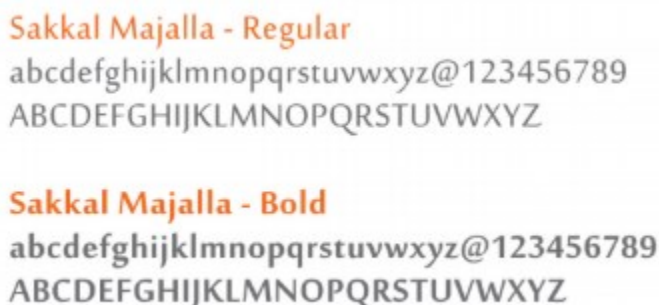 Sakkal Majalla - Regular
abcdefghijklmnopqrstuvwxyz@123456789
ABCDEFGHIJKLMNOPQRSTUVWXYZ
Sakkal Majalla - Bold
abcdefghijklmnopqrstuvwxyz@123456789
ABCDEFGHIJKLMNOPQRSTUVWXYZ